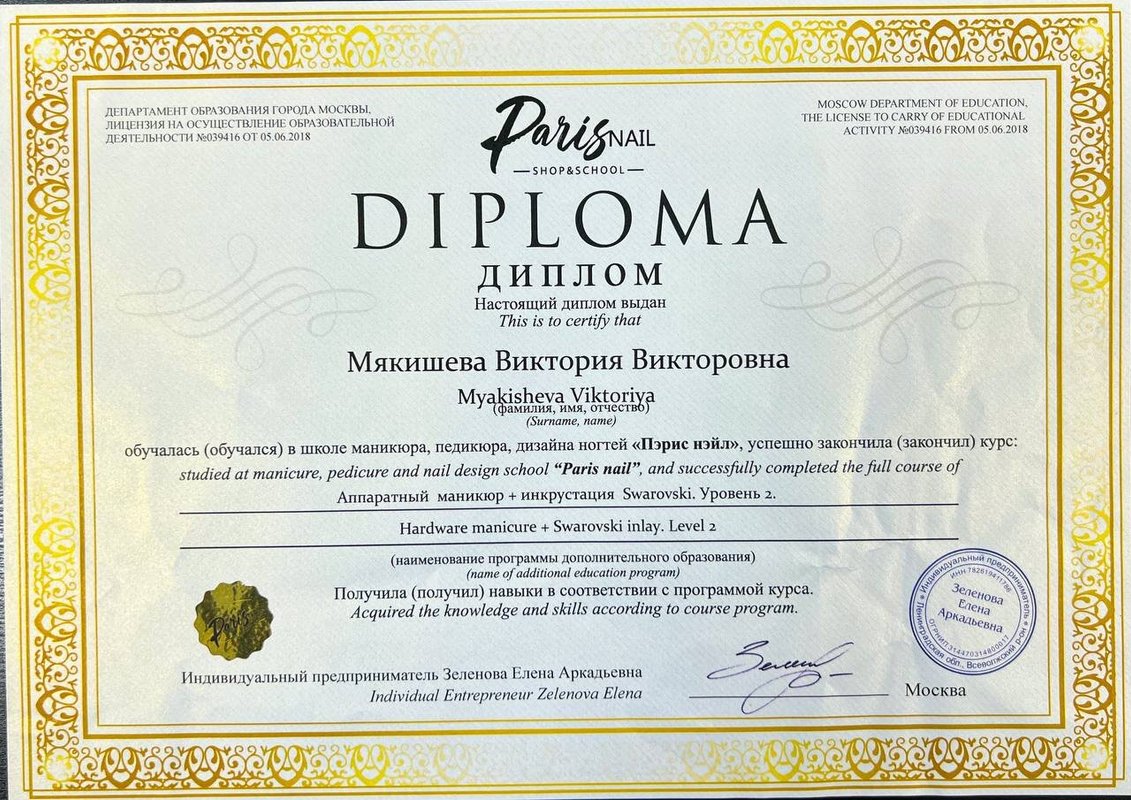 ДЕПАРТАМЕНТ ОБРАЗОВАНИЯ ГОРОДА МОСКВЫ,
ЛИЦЕНЗИЯ НА ОСУЩЕСТВЛЕНИЕ ОБРАЗОВАТЕЛЬНОЙ
ДЕЯТЕЛЬНОСТИ №039416 ОТ 05.06.2018
MOSCOW DEPARTMENT OF EDUCATION,
THE LICENSE TO CARRY OF EDUCATIONAL
ACTIVITY №039416 FROM 05.06.2018
Paris NAIL
SHOP&SCHOOL
DIPLOMA
ДИПЛОМ
Настоящий диплом выдан
This is to certify that
Мякишева Виктория Викторовна
Myakisheva Viktoriya
(фамилия, имя, отчество)
(Surname, name)
обучалась (обучался) в школе маникюра, педикюра, дизайна ногтей «Пэрис нэйл», успешно закончила (закончил) курс:
studied at manicure, pedicure and nail design school “Paris nail”, and successfully completed the full course of
Аппаратный маникюр + инкрустация Swarovski. Уровень 2.
Hardware manicure + Swarovski inlay. Level 2
(наименование программы дополнительного образования)
(name of additional education program)
Получила (получил) навыки в соответствии с программой курса.
Acquired the knowledge and skills according to course program.
Paris
Индивидуальный предприниматель Зеленова Елена Аркадьевна
Individual Entrepreneur Zelenova Elena
Москва
Индивидуальный предприниматель
Зеленова
Елена
Аркадьевна
Ленинградская обл., Всеволжский р-он